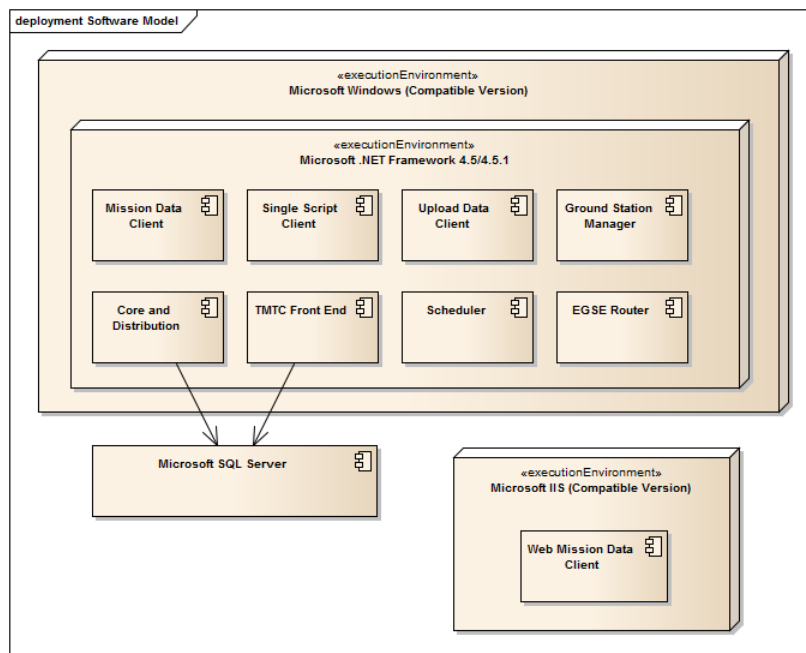 deployment Software Model
«executionEnvironment»
Microsoft Windows (Compatible Version)
«executionEnvironment»
Microsoft .NET Framework 4.5/4.5.1
Mission Data
Client
Single Script
Client
Upload Data
Client
Ground Station
Manager
Core and
Distribution
TMTC Front End
Scheduler
EGSE Router
Microsoft SQL Server
«executionEnvironment»
Microsoft IIS (Compatible Version)
Web Mission Data
Client